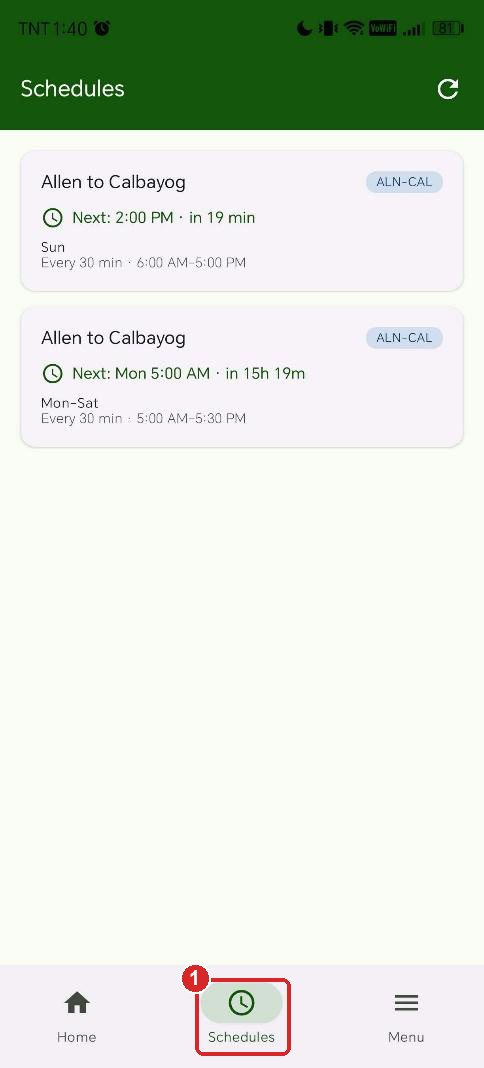 TNT 1:40 VoWiFi 81
Schedules
Allen to Calbayog ALN-CAL
Next: 2:00 PM · in 19 min
Sun
Every 30 min · 6:00 AM–5:00 PM
Allen to Calbayog ALN-CAL
Next: Mon 5:00 AM · in 15h 19m
Mon–Sat
Every 30 min · 5:00 AM–5:30 PM
1
Home Schedules Menu